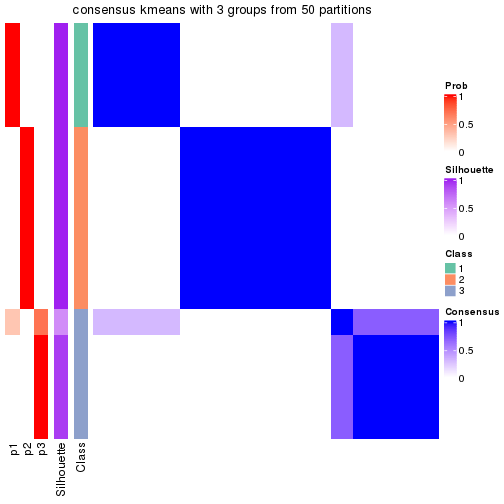 consensus kmeans with 3 groups from 50 partitions
Prob
1
0.5
0
Silhouette
1
0.5
0
Class
1
2
3
Consensus
1
0.5
0
p1
p2
p3
Silhouette
Class